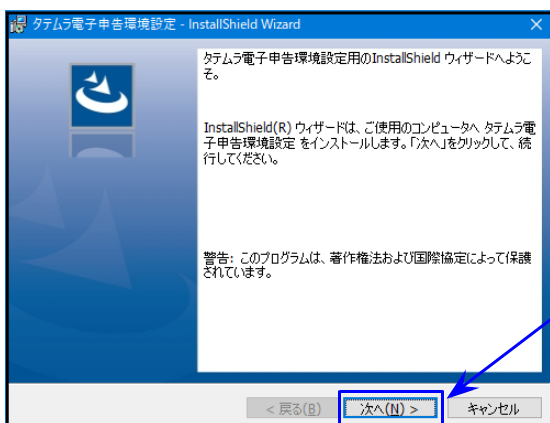 タテムラ電子申告環境設定 - InstallShield Wizard
タテムラ電子申告環境設定用のInstallShield ウィザードへようこ
そ。
InstallShield(R) ウィザードは、ご使用のコンピュータへ タテムラ電
子申告環境設定 をインストールします。「次へ」をクリックして、続
行してください。
警告: このプログラムは、著作権法および国際協定によって保護
されています。
< 戻る(B)
次へ(N) >
キャンセル